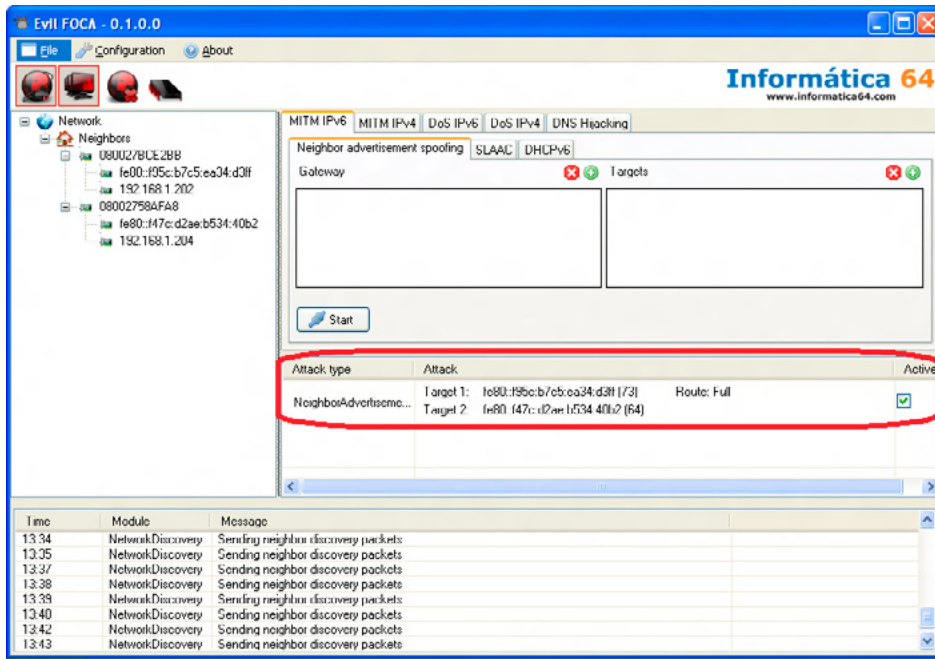 Evil FOCA - 0.1.0.0
File Configuration About
Informática 64
www.informatica64.com
Network
Neighbors
080027BCE2BB
fe80::f95c:b7c5:ea34:d3ff
192.168.1.202
08002758AFA8
fe80::f47c:d2ae:b534:40b2
192.168.1.204
MITM IPv6 MITM IPv4 DoS IPv6 DoS IPv4 DNS Hijacking
Neighbor advertisement spoofing SLAAC DHCPv6
Gateway Targets
Start
Attack type Attack Active
NeighborAdvertiseme... Target 1: fe80::f95c:b7c5:ea34:d3ff [73] Route: Full
Target 2: fe80::f47c:d2ae:b534:40b2 (64)
Time Module Message
13:34 NetworkDiscovery Sending neighbor discovery packets
13:35 NetworkDiscovery Sending neighbor discovery packets
13:37 NetworkDiscovery Sending neighbor discovery packets
13:38 NetworkDiscovery Sending neighbor discovery packets
13:39 NetworkDiscovery Sending neighbor discovery packets
13:40 NetworkDiscovery Sending neighbor discovery packets
13:42 NetworkDiscovery Sending neighbor discovery packets
13:43 NetworkDiscovery Sending neighbor discovery packets